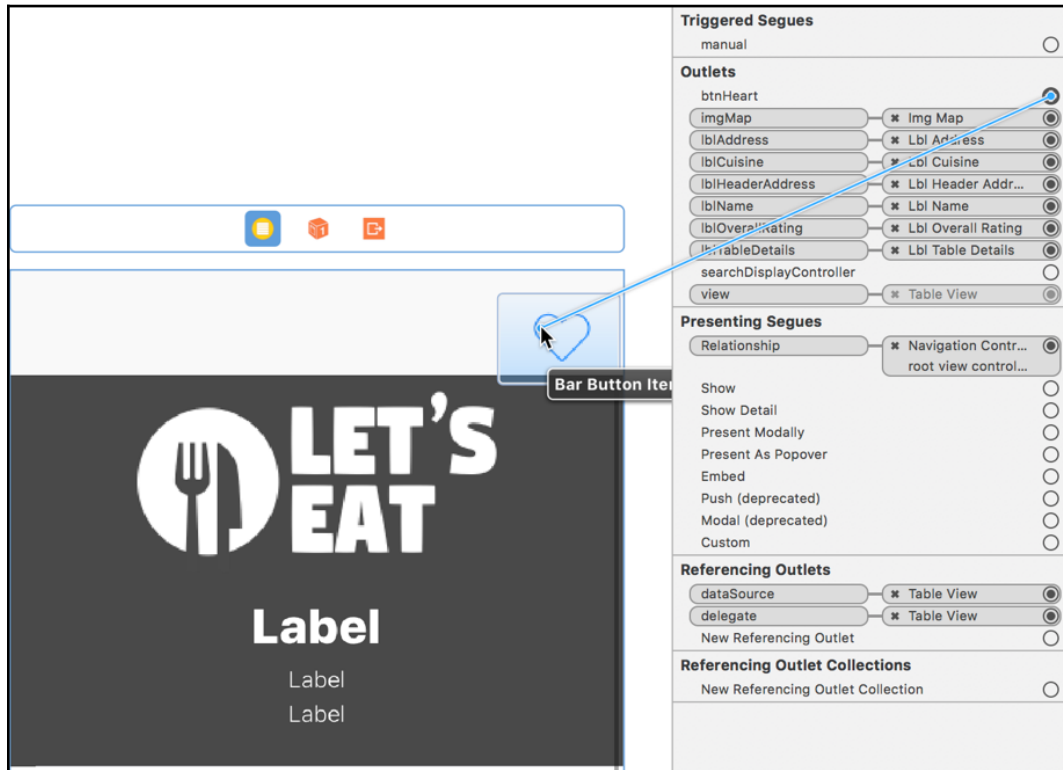 Triggered Segues
manual
Outlets
btnHeart
imgMap × Img Map
lblAddress × Lbl Address
lblCuisine × Lbl Cuisine
lblHeaderAddress × Lbl Header Addr...
lblName × Lbl Name
lblOverallRating × Lbl Overall Rating
lblTableDetails × Lbl Table Details
searchDisplayController
view × Table View
Presenting Segues
Relationship × Navigation Contr...
root view control...
Show
Show Detail
Present Modally
Present As Popover
Embed
Push (deprecated)
Modal (deprecated)
Custom
Referencing Outlets
dataSource × Table View
delegate × Table View
New Referencing Outlet
Referencing Outlet Collections
New Referencing Outlet Collection
1
Bar Button Iter
LET'S
EAT
Label
Label
Label